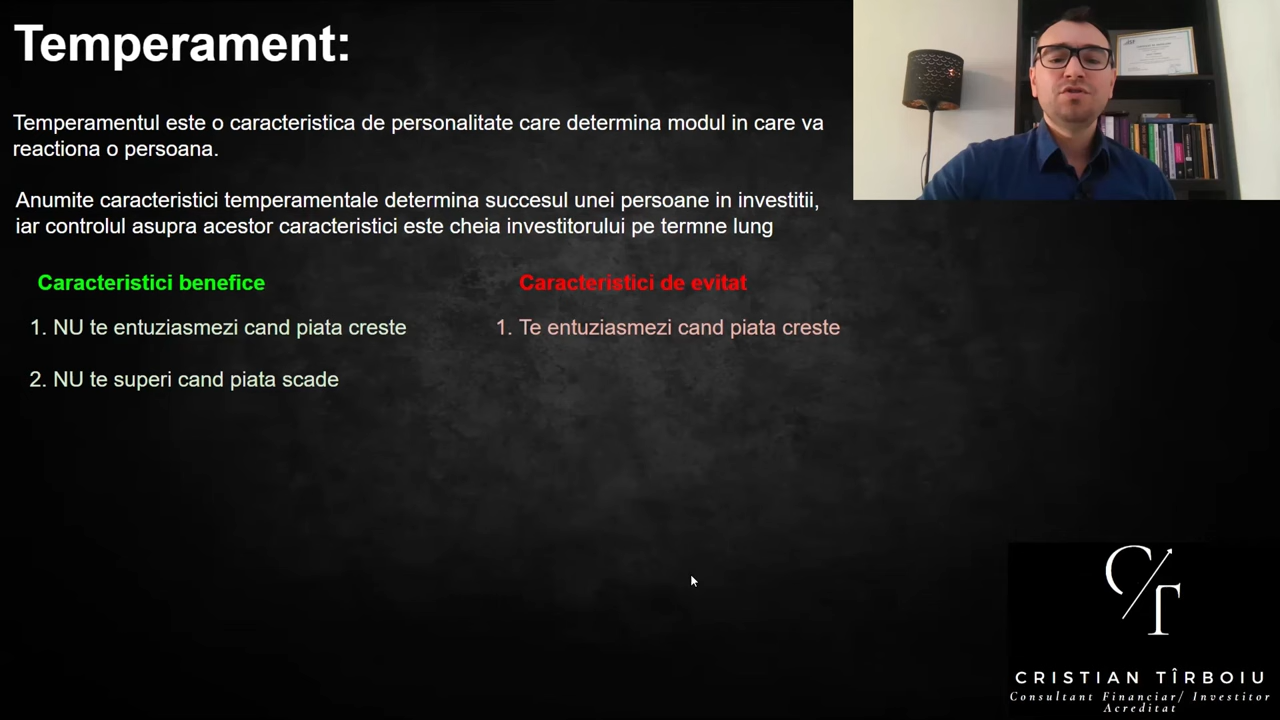 Temperament:
Temperamentul este o caracteristica de personalitate care determina modul in care va
reactiona o persoana.
Anumite caracteristici temperamentale determina succesul unei persoane in investitii,
iar controlul asupra acestor caracteristici este cheia investitorului pe termne lung
Caracteristici benefice
Caracteristici de evitat
1. NU te entuziasmezi cand piata creste
1. Te entuziasmezi cand piata creste
2. NU te superi cand piata scade
CT
CRISTIAN TÎRBOIU
Consultant Financiar/ Investitor
Acreditat